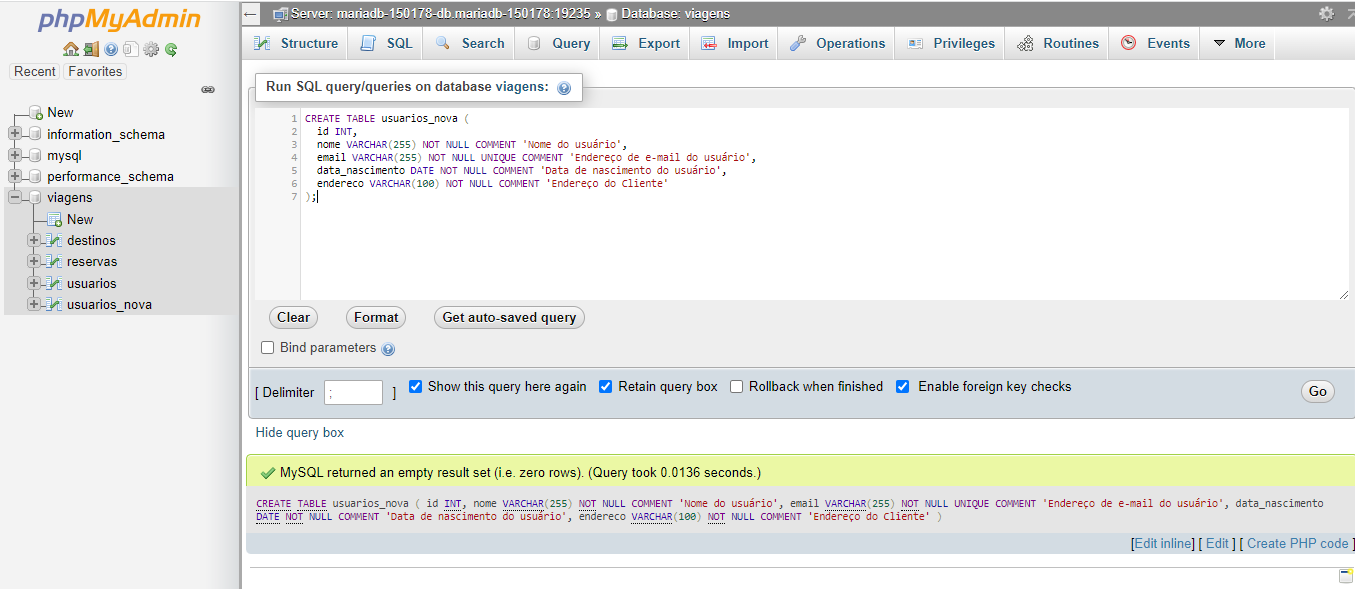 phpMyAdmin
Recent Favorites
New
information_schema
mysql
performance_schema
viagens
New
destinos
reservas
usuarios
usuarios_nova
Server: mariadb-150178-db.mariadb-150178:19235 » Database: viagens
Structure SQL Search Query Export Import Operations Privileges Routines Events More
Run SQL query/queries on database viagens:
1 CREATE TABLE usuarios_nova (
2 id INT,
3 nome VARCHAR(255) NOT NULL COMMENT 'Nome do usuário',
4 email VARCHAR(255) NOT NULL UNIQUE COMMENT 'Endereço de e-mail do usuário',
5 data_nascimento DATE NOT NULL COMMENT 'Data de nascimento do usuário',
6 endereco VARCHAR(100) NOT NULL COMMENT 'Endereço do Cliente'
7 );
Clear Format Get auto-saved query
Bind parameters
[ Delimiter ; ] Show this query here again Retain query box Rollback when finished Enable foreign key checks Go
Hide query box
MySQL returned an empty result set (i.e. zero rows). (Query took 0.0136 seconds.)
CREATE TABLE usuarios_nova ( id INT, nome VARCHAR(255) NOT NULL COMMENT 'Nome do usuário', email VARCHAR(255) NOT NULL UNIQUE COMMENT 'Endereço de e-mail do usuário', data_nascimento
DATE NOT NULL COMMENT 'Data de nascimento do usuário', endereco VARCHAR(100) NOT NULL COMMENT 'Endereço do Cliente' )
[Edit inline] [ Edit ] [ Create PHP code ]